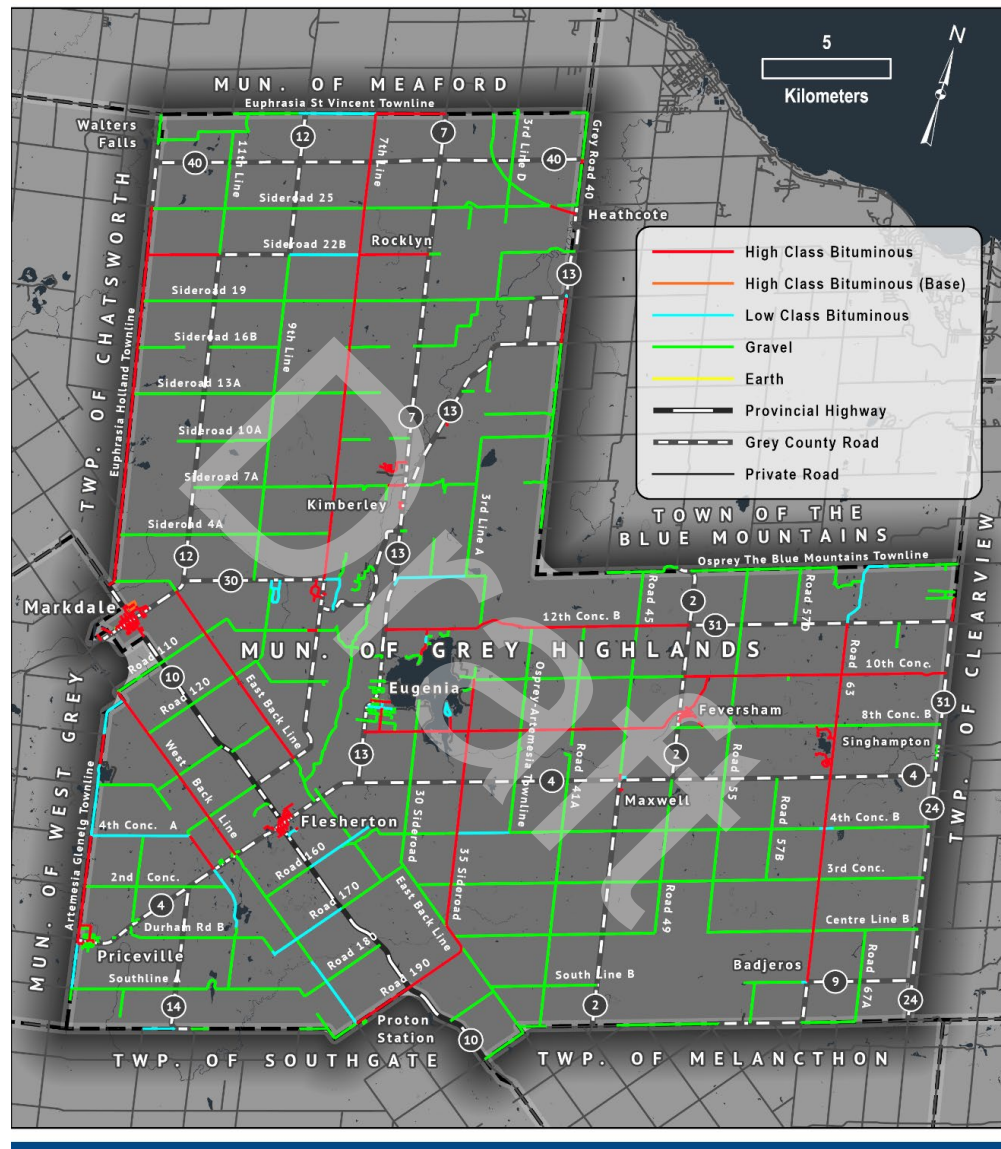 MUN. OF MEAFORD
Euphrasia St Vincent Townline
5
Kilometers
N
Walters
Falls
40
11th Line
12
7th Line
7
3rd Line D
40
Grey Road 40
Sideroad 25
Heathcote
Sideroad 22B
Rocklyn
13
Sideroad 19
Sideroad 16B
9th Line
Sideroad 13A
7
13
Sideroad 10A
Sideroad 7A
Kimberley
3rd Line A
Sideroad 4A
12
13
30
TWP. OF CHATSWORTH
Euphrasia Holland Townline
High Class Bituminous
High Class Bituminous (Base)
Low Class Bituminous
Gravel
Earth
Provincial Highway
Grey County Road
Private Road
TOWN OF THE
BLUE MOUNTAINS
Osprey The Blue Mountains Townline
Markdale
Road 110
10
Road 120
East Back Line
West Back Line
MUN. OF GREY HIGHLANDS
12th Conc. B
Road 45
2
31
Road 57D
Road 63
10th Conc.
Eugenia
Feversham
8th Conc. B
31
Singhampton
13
Osprey-Artemesia Townline
2
4
Road 41A
Road 55
4
Maxwell
24
TWP. OF CLEARVIEW
MUN. OF WEST GREY
Artemesia Glenelg Townline
4th Conc. A
Flesherton
30 Sideroad
35 Sideroad
Road 57B
4th Conc. B
2nd Conc.
Road 160
3rd Conc.
4
Road 170
East Back Line
Road 49
Durham Rd B
Centre Line B
Priceville
Road 180
Badjeros
Southline
Road 190
South Line B
9
Road 67A
14
2
24
Proton
Station
10
TWP. OF SOUTHGATE
TWP. OF MELANCTHON
Draft